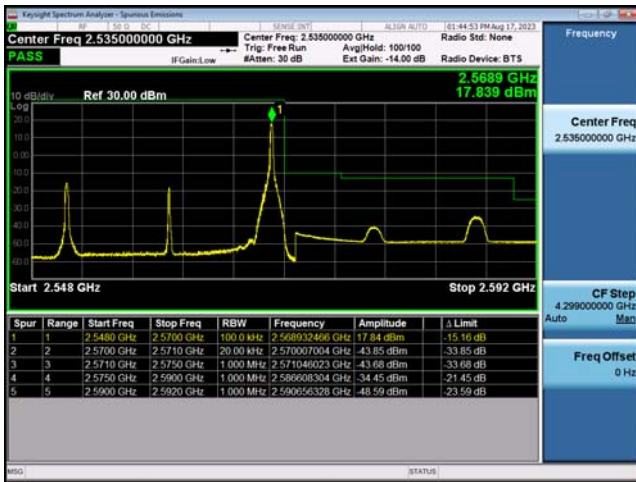 Keysight Spectrum Analyzer - Spurious Emissions
RF 50 Ω DC SENSE:INT ALIGN AUTO 01:44:53 PM Aug 17, 2023
Center Freq 2.535000000 GHz Center Freq: 2.535000000 GHz Radio Std: None
PASS Trig: Free Run Avg|Hold: 100/100
IFGain:Low #Atten: 30 dB Ext Gain: -14.00 dB Radio Device: BTS
2.5689 GHz
10 dB/div Ref 30.00 dBm 17.839 dBm
Log
20.0
10.0
0.00
10.0
20.0
30.0
40.0
50.0
60.0
1
Start 2.548 GHz Stop 2.592 GHz
Spur Range Start Freq Stop Freq RBW Frequency Amplitude Δ Limit
1 1 2.5480 GHz 2.5700 GHz 100.0 kHz 2.568932466 GHz 17.84 dBm -15.16 dB
2 2 2.5700 GHz 2.5710 GHz 20.00 kHz 2.570007004 GHz -43.85 dBm -33.85 dB
3 3 2.5710 GHz 2.5750 GHz 1.000 MHz 2.571046023 GHz -43.68 dBm -33.68 dB
4 4 2.5750 GHz 2.5900 GHz 1.000 MHz 2.586608304 GHz -34.45 dBm -21.45 dB
5 5 2.5900 GHz 2.5920 GHz 1.000 MHz 2.590656328 GHz -48.59 dBm -23.59 dB
MSG STATUS
Frequency
Center Freq
2.535000000 GHz
CF Step
4.299000000 GHz
Auto Man
Freq Offset
0 Hz